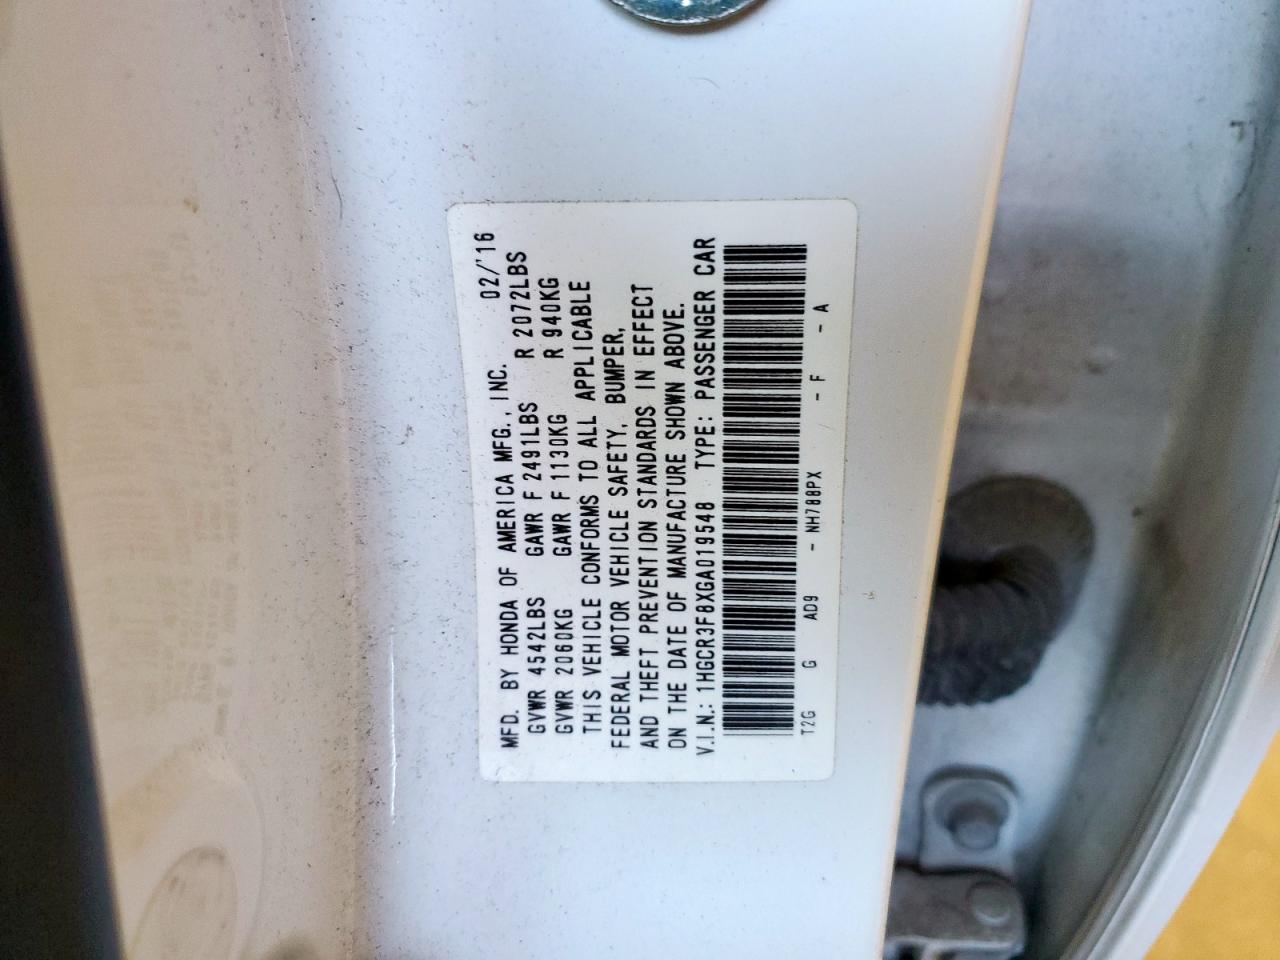 MFD. BY HONDA OF AMERICA MFG., INC. 02/'16
GVWR 4542LBS GAWR F 2491LBS R 2072LBS
GVWR 2060KG GAWR F 1130KG R 940KG
THIS VEHICLE CONFORMS TO ALL APPLICABLE
FEDERAL MOTOR VEHICLE SAFETY, BUMPER,
AND THEFT PREVENTION STANDARDS IN EFFECT
ON THE DATE OF MANUFACTURE SHOWN ABOVE.
V.I.N.: 1HGCR3F8XGA019548 TYPE: PASSENGER CAR
T2G G AD9 - NH788PX - F - A